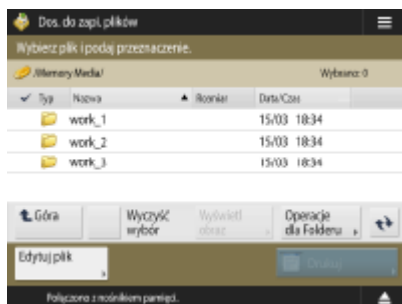 Dos. do zapi. plików
Wybierz plik i podaj przeznaczenie.
/Memory Media/ Wybrano: 0
Typ Nazwa Rozmiar Data/Czas
work_1 15/03 18:34
work_2 15/03 18:34
work_3 15/03 18:34
Góra Wyczyść wybór Wyświetl obraz Operacje dla Folderu
Edytuj plik Drukuj
Połączono z nośnikiem pamięci.